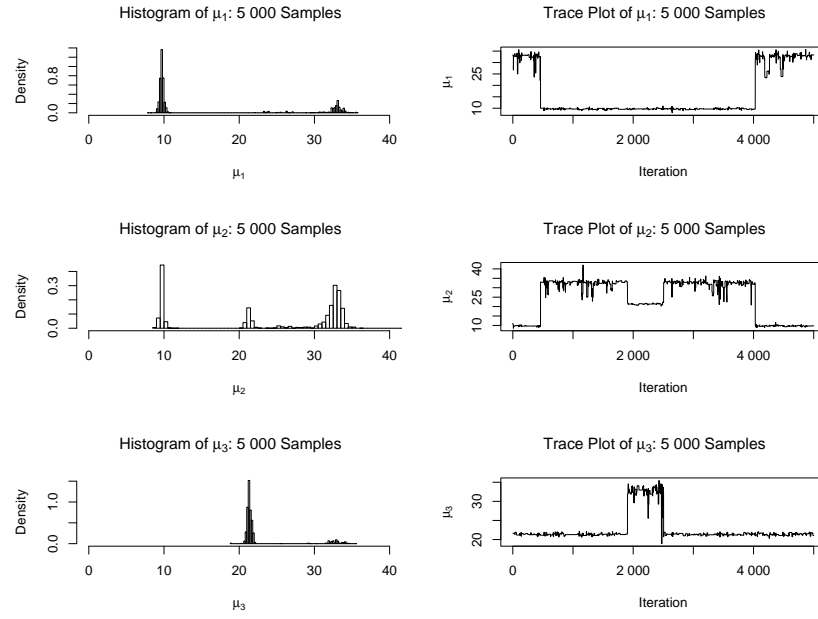 Histogram of μ₁: 5 000 Samples
Density
0.0 0.8
0 10 20 30 40
μ₁
Trace Plot of μ₁: 5 000 Samples
μ₁
10 25
0 2 000 4 000
Iteration
Histogram of μ₂: 5 000 Samples
Density
0.0 0.3
0 10 20 30 40
μ₂
Trace Plot of μ₂: 5 000 Samples
μ₂
10 25 40
0 2 000 4 000
Iteration
Histogram of μ₃: 5 000 Samples
Density
0.0 1.0
0 10 20 30 40
μ₃
Trace Plot of μ₃: 5 000 Samples
μ₃
20 30
0 2 000 4 000
Iteration